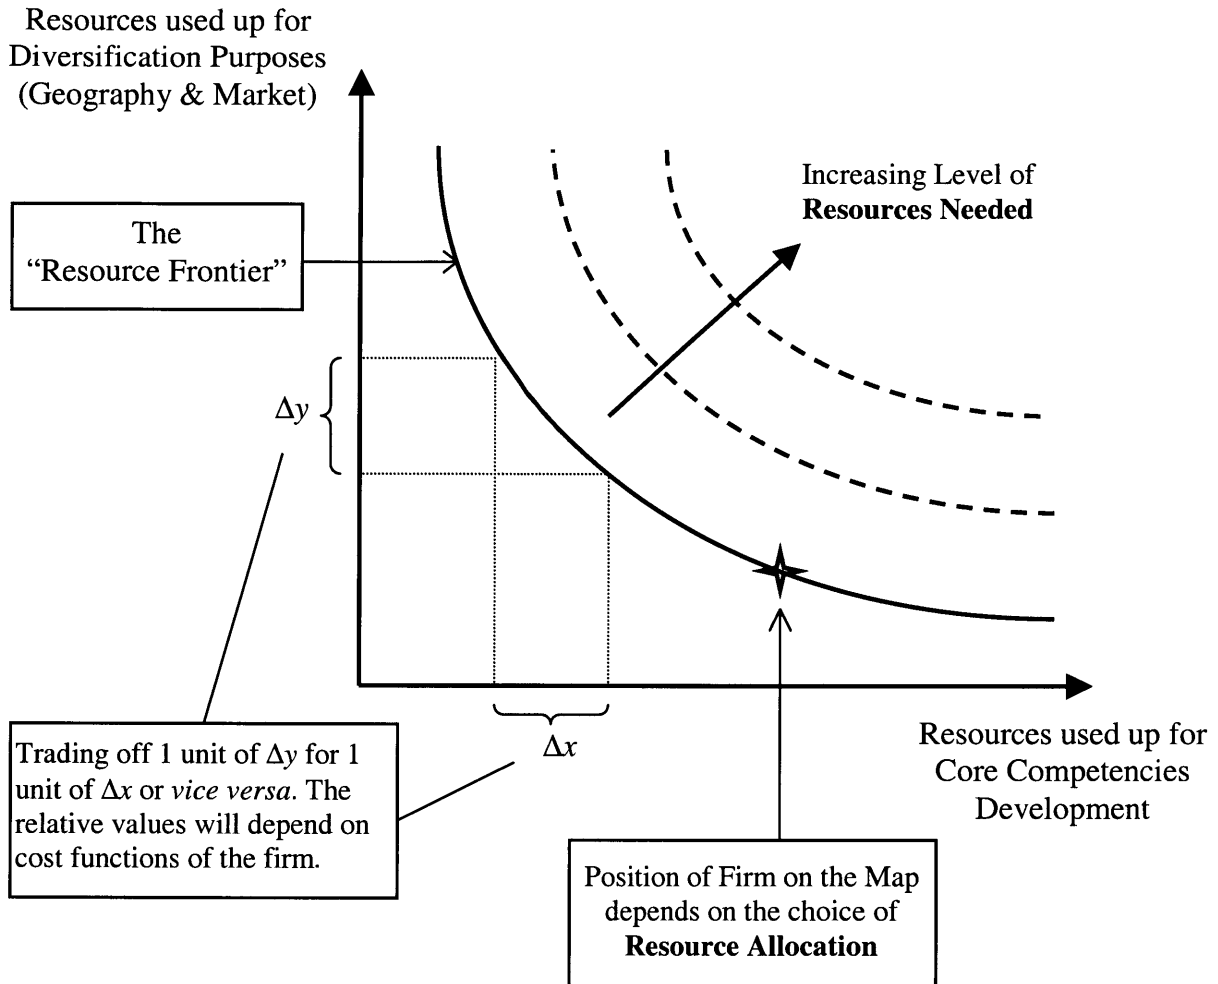 Resources used up for
Diversification Purposes
(Geography & Market)
Increasing Level of
Resources Needed
The
“Resource Frontier”
Δy
Δx
Trading off 1 unit of Δy for 1
unit of Δx or vice versa. The
relative values will depend on
cost functions of the firm.
Resources used up for
Core Competencies
Development
Position of Firm on the Map
depends on the choice of
Resource Allocation